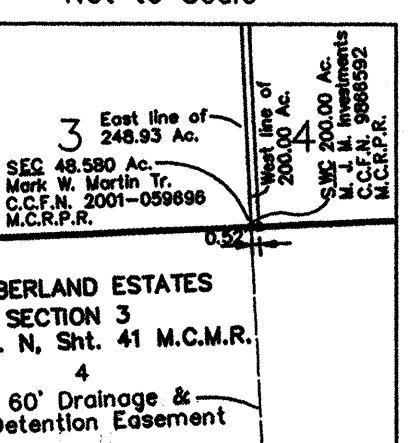 Not to Scale
3
East line of
248.93 Ac.
SEC 48.580 Ac.
Mark W. Martin Tr.
C.C.F.N. 2001-059696
M.C.R.P.R.
West line of
200.00 Ac.
4
SWC 200.00 Ac.
M. J. M. Investments
C.C.F.N. 9866592
M.C.R.P.R.
0.52'
BERLAND ESTATES
SECTION 3
. N, Sht. 41 M.C.M.R.
4
60' Drainage &
Detention Easement